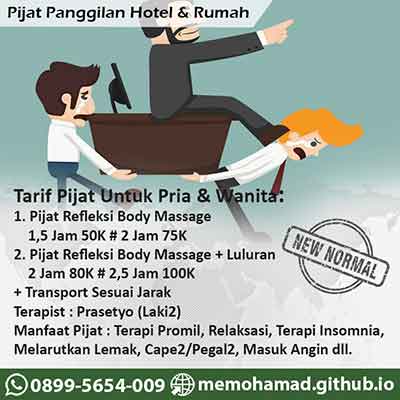 Pijat Panggilan Hotel & Rumah
Tarif Pijat Untuk Pria & Wanita:
1. Pijat Refleksi Body Massage
1,5 Jam 50K # 2 Jam 75K
2. Pijat Refleksi Body Massage + Luluran
2 Jam 80K # 2,5 Jam 100K
+ Transport Sesuai Jarak
Terapist : Prasetyo (Laki2)
Manfaat Pijat : Terapi Promil, Relaksasi, Terapi Insomnia,
Melarutkan Lemak, Cape2/Pegal2, Masuk Angin dll.
NEW NORMAL
0899-5654-009 memohamad.github.io